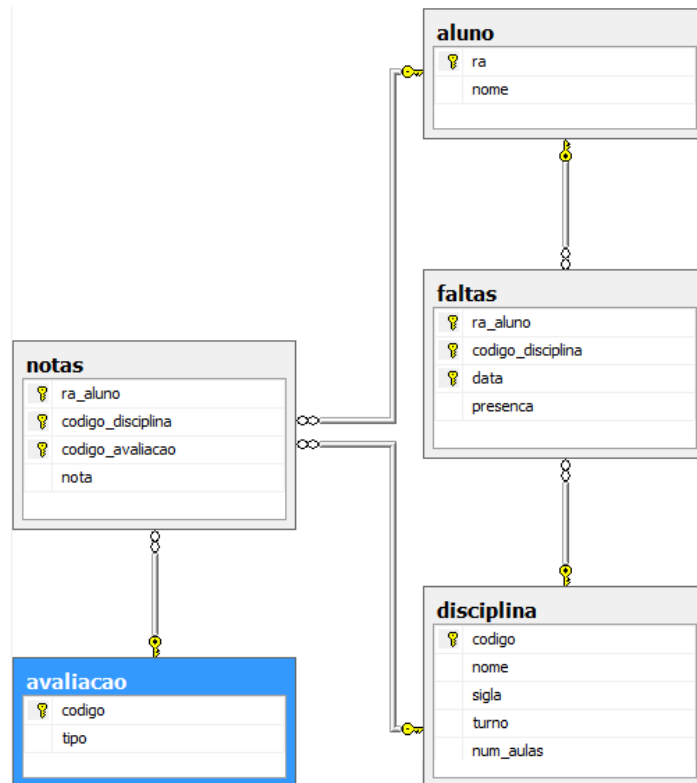 aluno
ra
nome
faltas
ra_aluno
codigo_disciplina
data
presenca
notas
ra_aluno
codigo_disciplina
codigo_avaliacao
nota
disciplina
codigo
nome
sigla
turno
num_aulas
avaliacao
codigo
tipo